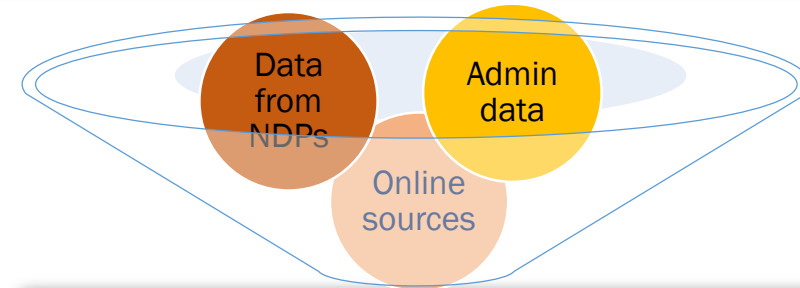 Data
from
NDPs
Admin
data
Online
sources